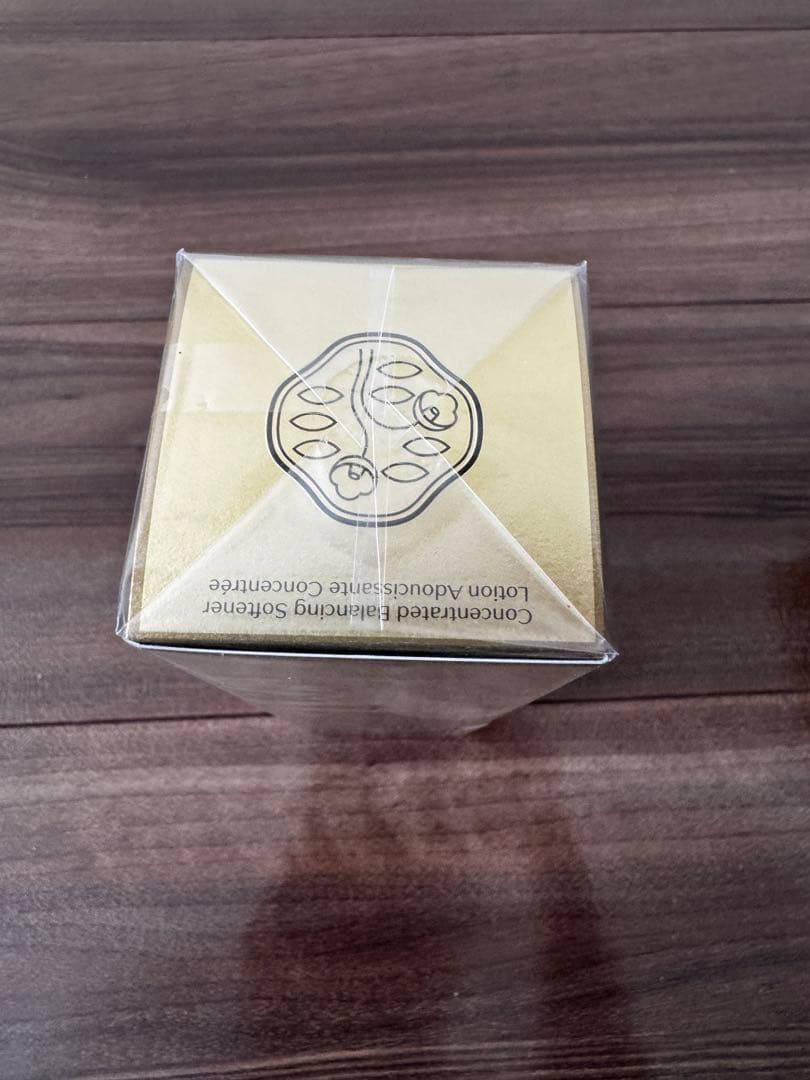 Concentrated Balancing Softener
Lotion Adoucissante Concentrée